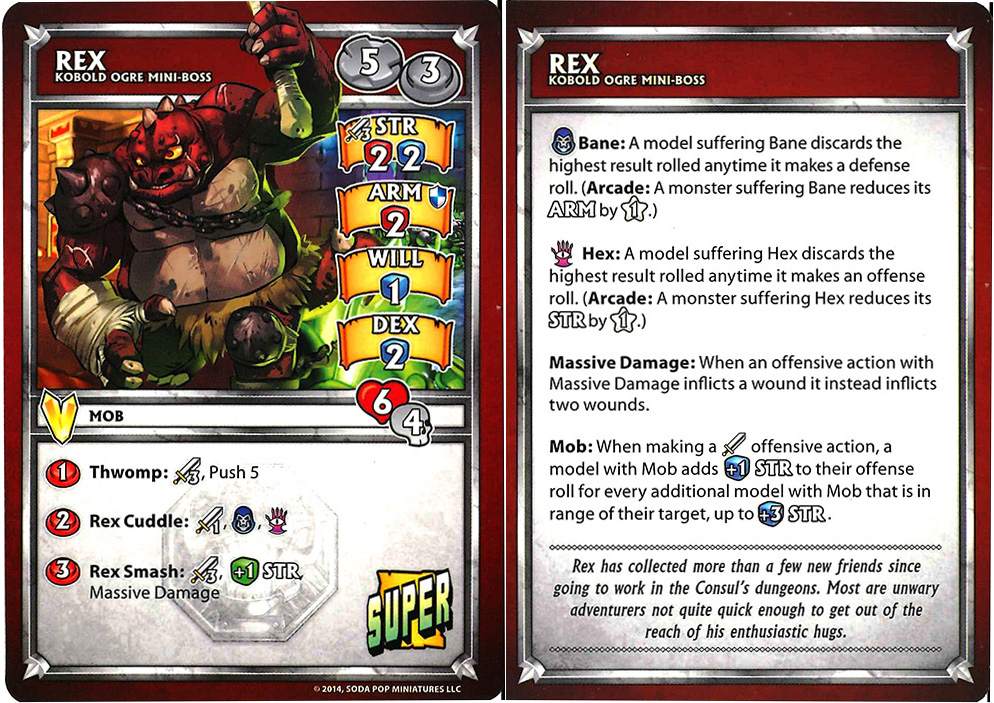 REX
KOBOLD OGRE MINI-BOSS
5
3
3 STR
2 2
ARM
2
WILL
1
DEX
2
6
MOB
4
1 Thwomp: 3, Push 5
2 Rex Cuddle: 1, ,
3 Rex Smash: 3, +1 STR,
Massive Damage
SUPER
© 2014, SODA POP MINIATURES LLC
REX
KOBOLD OGRE MINI-BOSS
Bane: A model suffering Bane discards the
highest result rolled anytime it makes a defense
roll. (Arcade: A monster suffering Bane reduces its
ARM by 1.)
Hex: A model suffering Hex discards the
highest result rolled anytime it makes an offense
roll. (Arcade: A monster suffering Hex reduces its
STR by 1.)
Massive Damage: When an offensive action with
Massive Damage inflicts a wound it instead inflicts
two wounds.
Mob: When making a offensive action, a
model with Mob adds +1 STR to their offense
roll for every additional model with Mob that is in
range of their target, up to +3 STR.
Rex has collected more than a few new friends since
going to work in the Consul's dungeons. Most are unwary
adventurers not quite quick enough to get out of the
reach of his enthusiastic hugs.